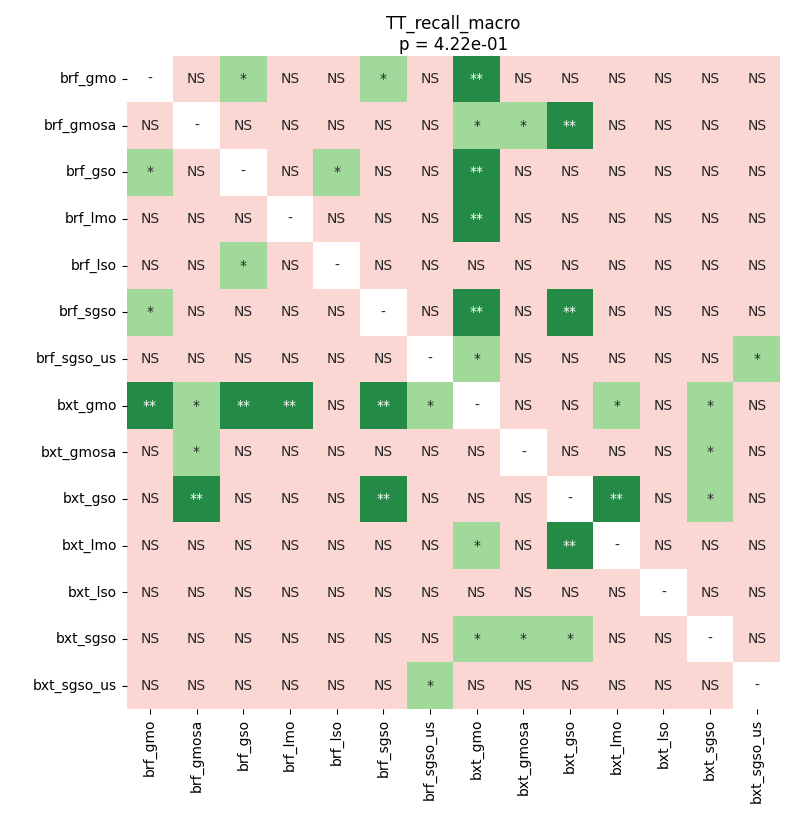 TT_recall_macro
p = 4.22e-01
brf_gmo - NS * NS NS * NS ** NS NS NS NS NS NS
brf_gmosa NS - NS NS NS NS NS * * ** NS NS NS NS
brf_gso * NS - NS * NS NS ** NS NS NS NS NS NS
brf_lmo NS NS NS - NS NS NS ** NS NS NS NS NS NS
brf_lso NS NS * NS - NS NS NS NS NS NS NS NS NS
brf_sgso * NS NS NS NS - NS ** NS ** NS NS NS NS
brf_sgso_us NS NS NS NS NS NS - * NS NS NS NS NS *
bxt_gmo ** * ** ** NS ** * - NS NS * NS * NS
bxt_gmosa NS * NS NS NS NS NS NS - NS NS NS * NS
bxt_gso NS ** NS NS NS ** NS NS NS - ** NS * NS
bxt_lmo NS NS NS NS NS NS NS * NS ** - NS NS NS
bxt_lso NS NS NS NS NS NS NS NS NS NS NS - NS NS
bxt_sgso NS NS NS NS NS NS NS * * * NS NS - NS
bxt_sgso_us NS NS NS NS NS NS * NS NS NS NS NS NS -
brf_gmo brf_gmosa brf_gso brf_lmo brf_lso brf_sgso brf_sgso_us bxt_gmo bxt_gmosa bxt_gso bxt_lmo bxt_lso bxt_sgso bxt_sgso_us